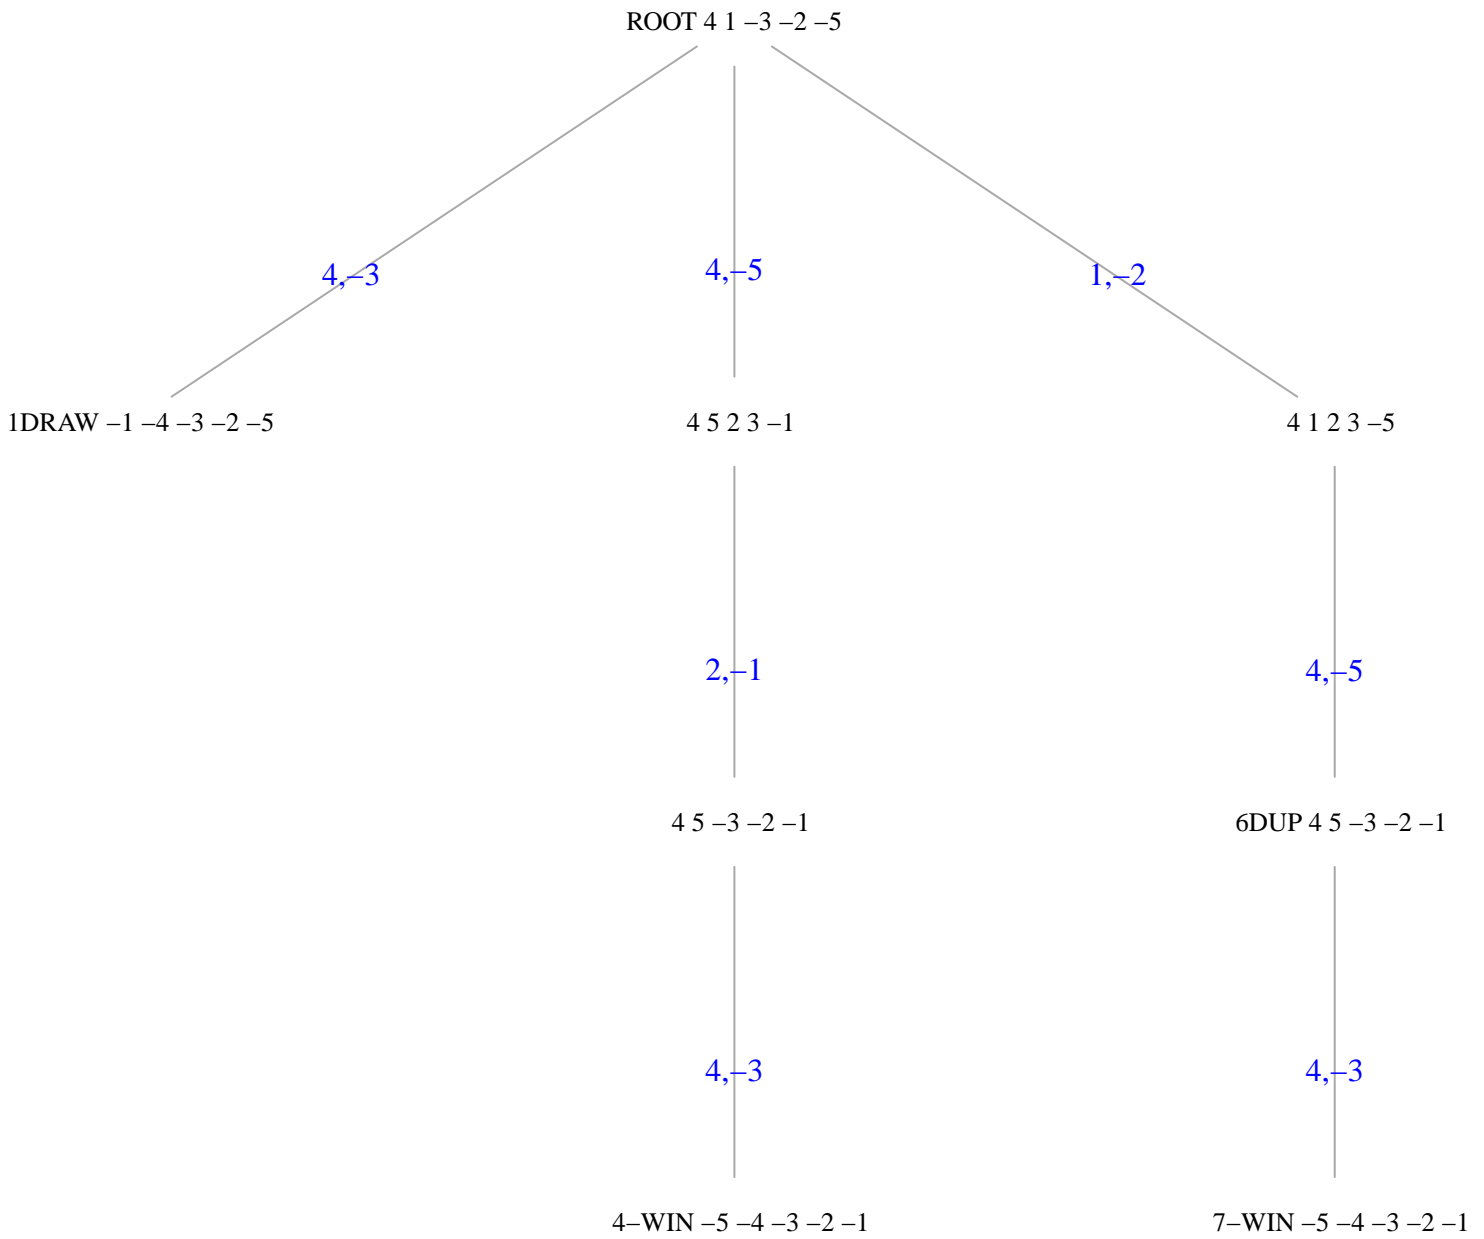 ROOT 4 1 –3 –2 –5
4,–3
4,–5
1,–2
1DRAW –1 –4 –3 –2 –5
4 5 2 3 –1
4 1 2 3 –5
2,–1
4,–5
4 5 –3 –2 –1
6DUP 4 5 –3 –2 –1
4,–3
4,–3
4–WIN –5 –4 –3 –2 –1
7–WIN –5 –4 –3 –2 –1